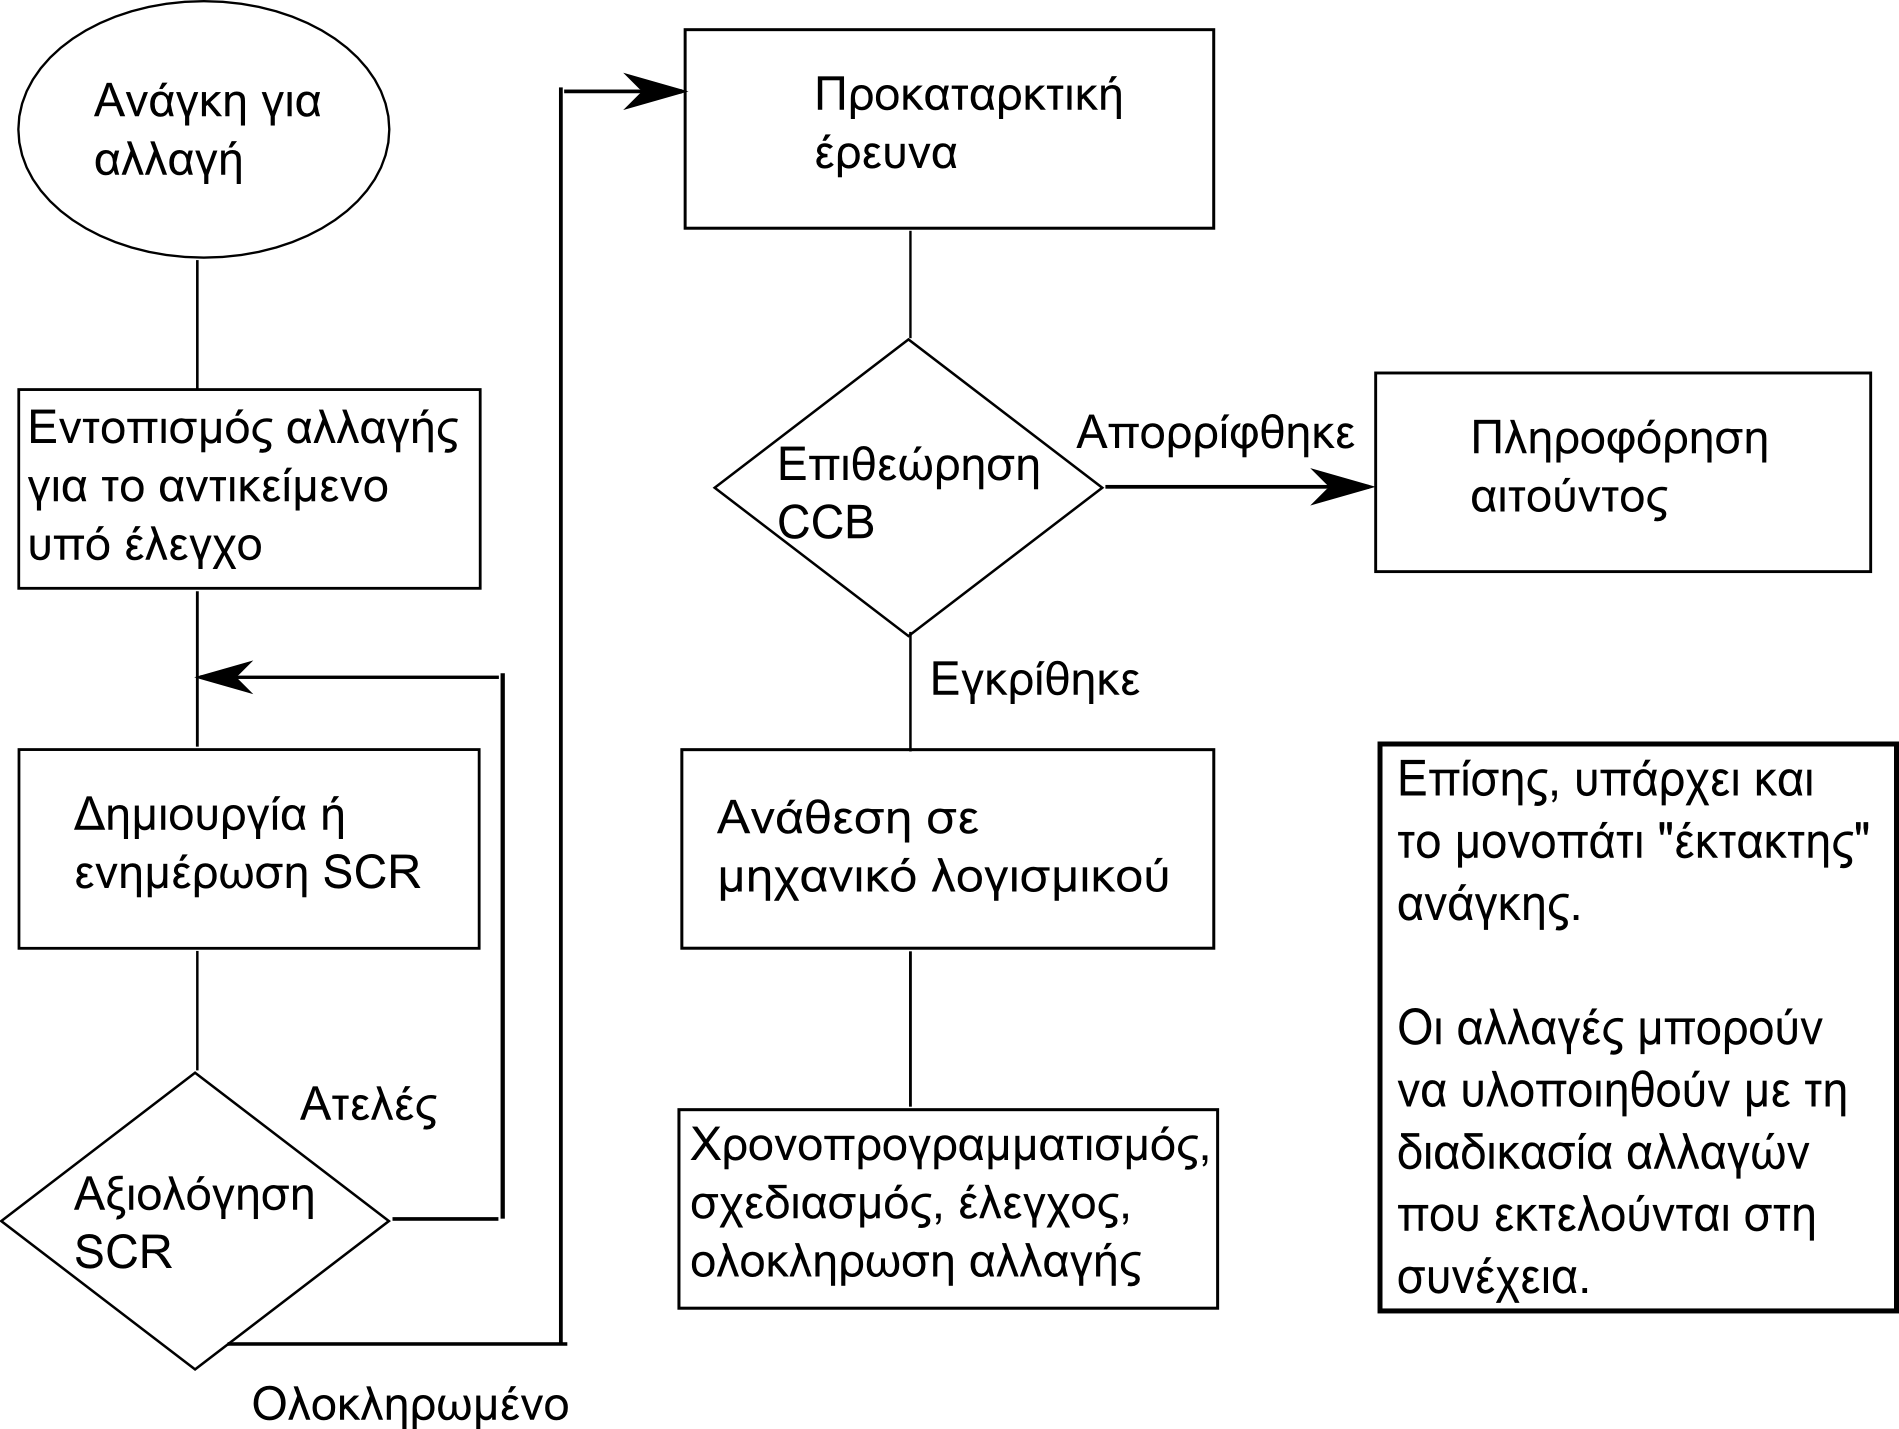 Ανάγκη για
αλλαγή
Εντοπισμός αλλαγής
για το αντικείμενο
υπό έλεγχο
Δημιουργία ή
ενημέρωση SCR
Ατελές
Αξιολόγηση
SCR
Ολοκληρωμένο
Προκαταρκτική
έρευνα
Επιθεώρηση
CCB
Απορρίφθηκε
Πληροφόρηση
αιτούντος
Εγκρίθηκε
Ανάθεση σε
μηχανικό λογισμικού
Χρονοπρογραμματισμός,
σχεδιασμός, έλεγχος,
ολοκληρωση αλλαγής
Επίσης, υπάρχει και
το μονοπάτι "έκτακτης"
ανάγκης.
Οι αλλαγές μπορούν
να υλοποιηθούν με τη
διαδικασία αλλαγών
που εκτελούνται στη
συνέχεια.